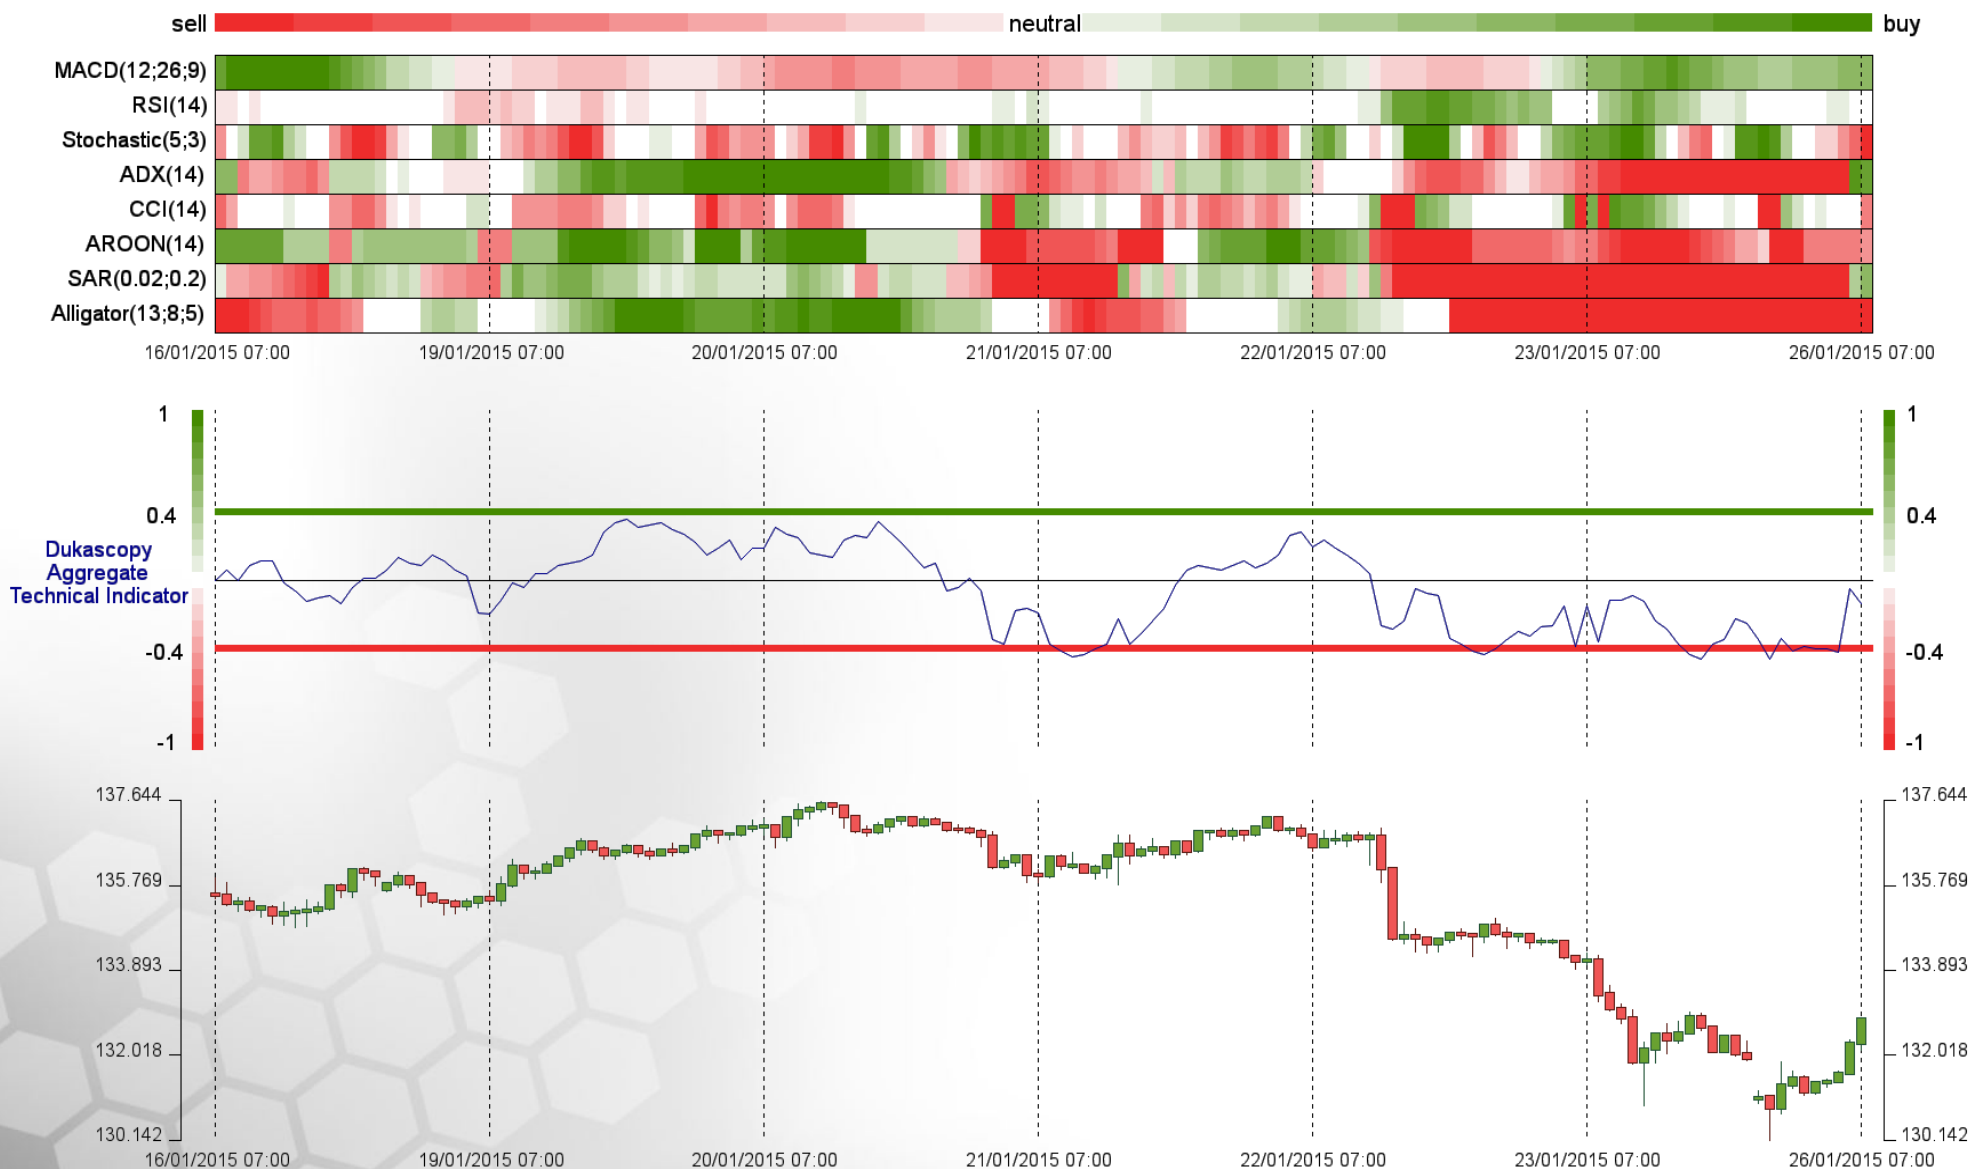 sell neutral buy
MACD(12;26;9)
RSI(14)
Stochastic(5;3)
ADX(14)
CCI(14)
AROON(14)
SAR(0.02;0.2)
Alligator(13;8;5)
16/01/2015 07:00 19/01/2015 07:00 20/01/2015 07:00 21/01/2015 07:00 22/01/2015 07:00 23/01/2015 07:00 26/01/2015 07:00
1 1
0.4 0.4
Dukascopy
Aggregate
Technical Indicator
-0.4 -0.4
-1 -1
137.644 137.644
135.769 135.769
133.893 133.893
132.018 132.018
130.142 130.142
16/01/2015 07:00 19/01/2015 07:00 20/01/2015 07:00 21/01/2015 07:00 22/01/2015 07:00 23/01/2015 07:00 26/01/2015 07:00